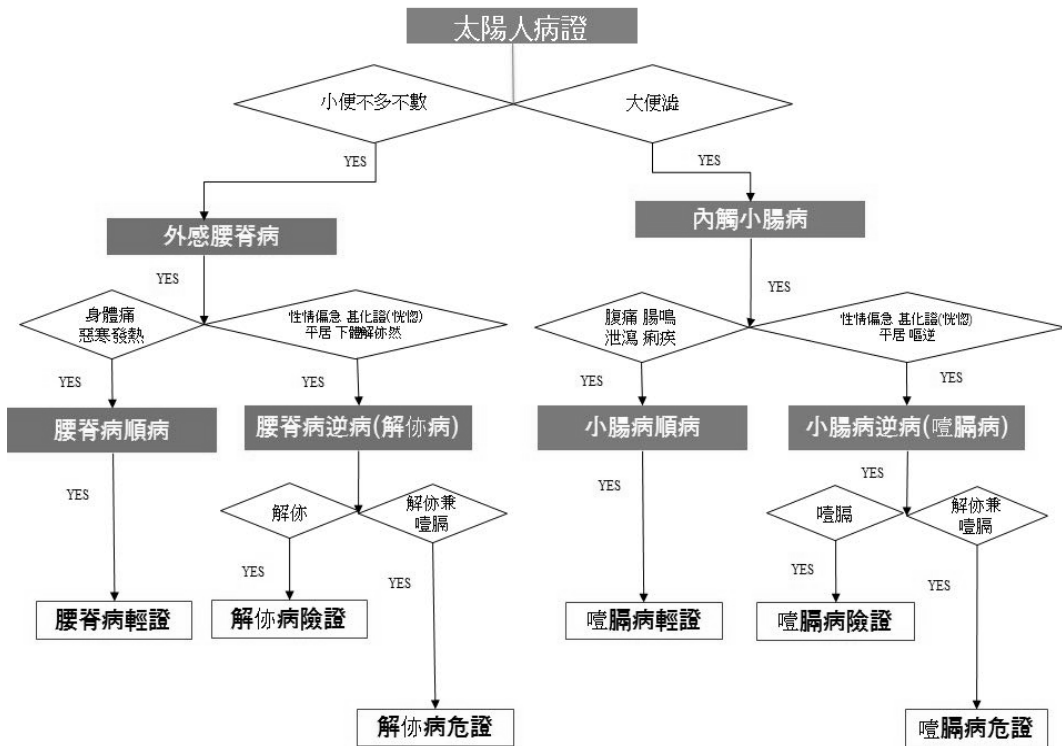 太陽人病證
小便不多不數
大便澁
YES
YES
外感腰脊病
內觸小腸病
YES
YES
身體痛
惡寒發熱
性情偏急 甚化證(恍惚)
平居 下體解㑊然
腹痛 腸鳴
泄瀉 痢疾
性情偏急 甚化證(恍惚)
平居 嘔逆
YES
YES
YES
YES
腰脊病順病
腰脊病逆病(解㑊病)
小腸病順病
小腸病逆病(噎膈病)
YES
YES
YES
YES
解㑊
解㑊兼
噎膈
噎膈
解㑊兼
噎膈
YES
YES
YES
YES
腰脊病輕證
解㑊病險證
噎膈病輕證
噎膈病險證
解㑊病危證
噎膈病危證